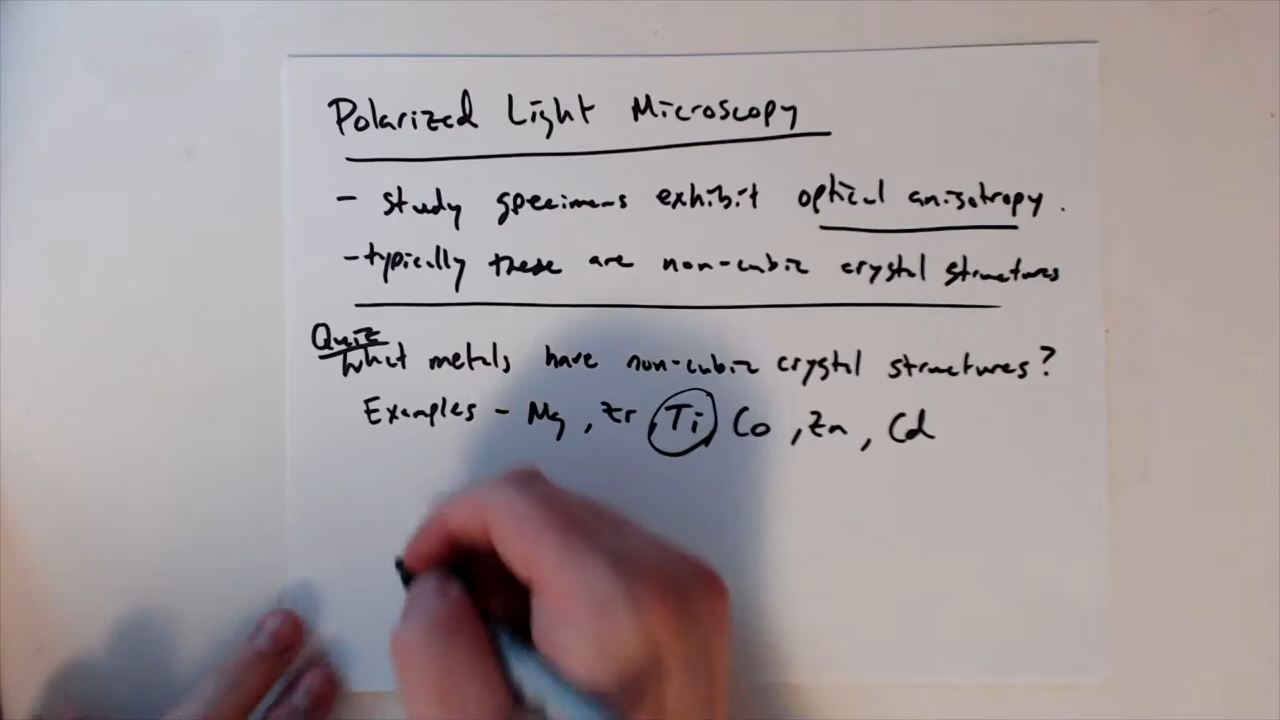 Polarized Light Microscopy
- study specimens exhibit optical anisotropy.
- typically these are non-cubic crystal structures
Quiz
What metals have non-cubic crystal structures?
Examples - Mg, Zr, Ti Co, Zn, Cd